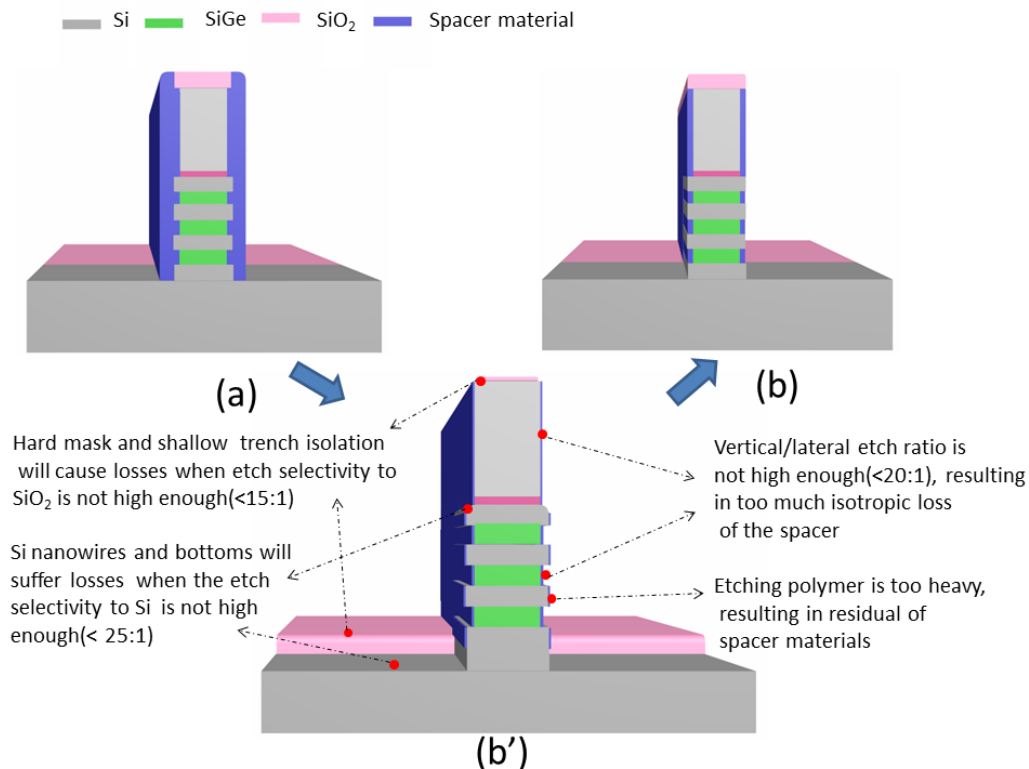 Si SiGe SiO₂ Spacer material
(a)
(b)
Hard mask and shallow trench isolation
will cause losses when etch selectivity to
SiO₂ is not high enough(<15:1)
Si nanowires and bottoms will
suffer losses when the etch
selectivity to Si is not high
enough(< 25:1)
Vertical/lateral etch ratio is
not high enough(<20:1), resulting
in too much isotropic loss
of the spacer
Etching polymer is too heavy,
resulting in residual of
spacer materials
(b’)